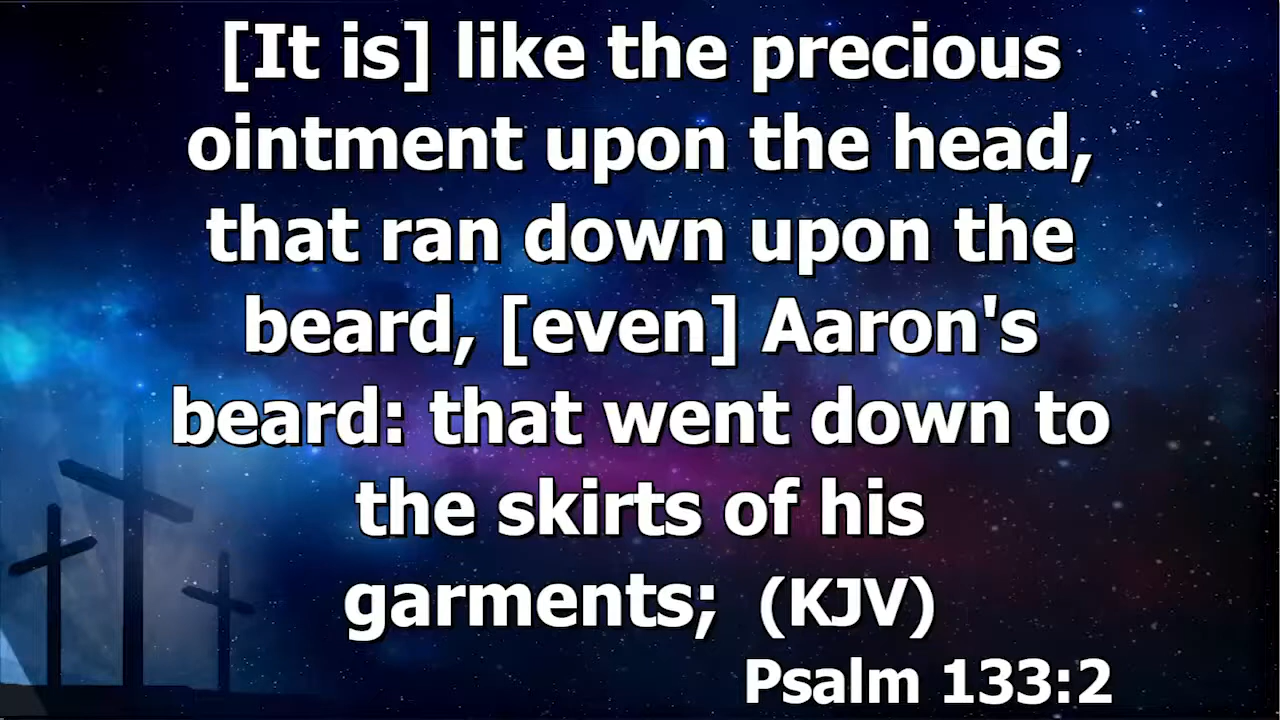 [It is] like the precious
ointment upon the head,
that ran down upon the
beard, [even] Aaron's
beard: that went down to
the skirts of his
garments;  (KJV)
Psalm 133:2